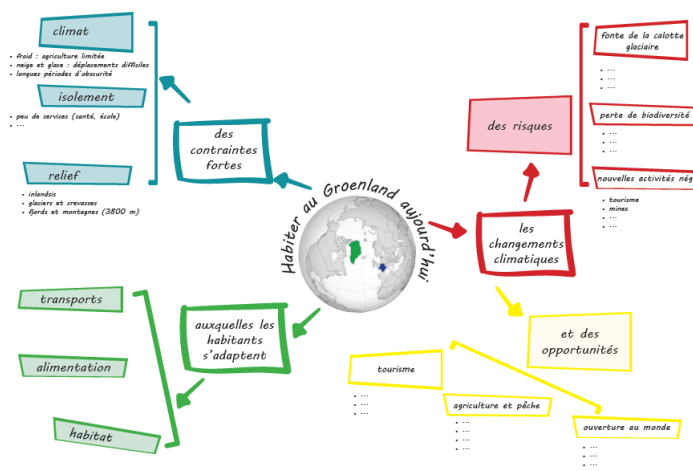 climat
• froid : agriculture limitée
• neige et glace : déplacements difficiles
• longues périodes d'obscurité
isolement
• peu de services (santé, école)
• ...
relief
• inlandsis
• glaciers et crevasses
• fjords et montagnes (3800 m)
des
contraintes
fortes
Habiter au Groenland aujourd'hui
des risques
fonte de la calotte
glaciaire
• ...
• ...
• ...
perte de biodiversité
• ...
• ...
• ...
nouvelles activités nég
• tourisme
• mines
• ...
• ...
les
changements
climatiques
transports
alimentation
habitat
auxquelles les
habitants
s'adaptent
et des
opportunités
tourisme
• ...
• ...
• ...
agriculture et pêche
• ...
• ...
• ...
• ...
ouverture au monde
• ...
• ...
• ...